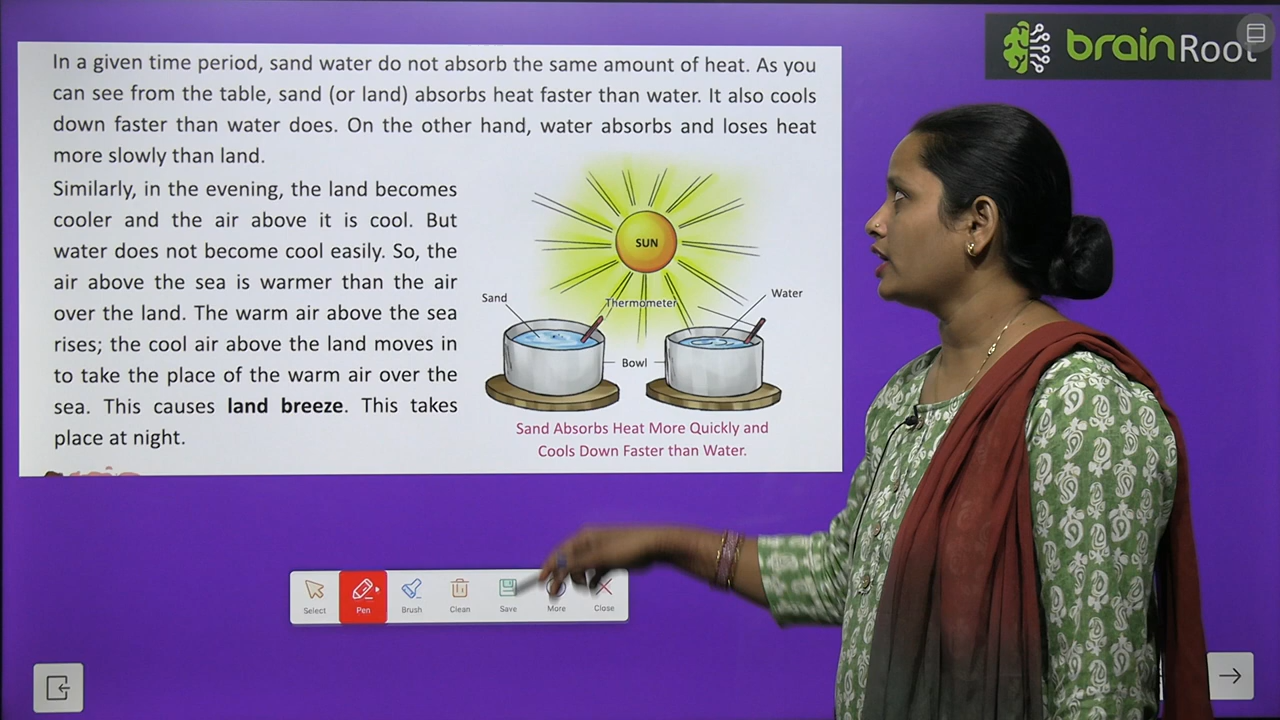 brainRoot
In a given time period, sand water do not absorb the same amount of heat. As you
can see from the table, sand (or land) absorbs heat faster than water. It also cools
down faster than water does. On the other hand, water absorbs and loses heat
more slowly than land.
Similarly, in the evening, the land becomes
cooler and the air above it is cool. But
water does not become cool easily. So, the
air above the sea is warmer than the air
over the land. The warm air above the sea
rises; the cool air above the land moves in
to take the place of the warm air over the
sea. This causes land breeze. This takes
place at night.
SUN
Sand
Thermometer
Water
Bowl
Sand Absorbs Heat More Quickly and
Cools Down Faster than Water.
Select Pen Brush Clean Save More Close